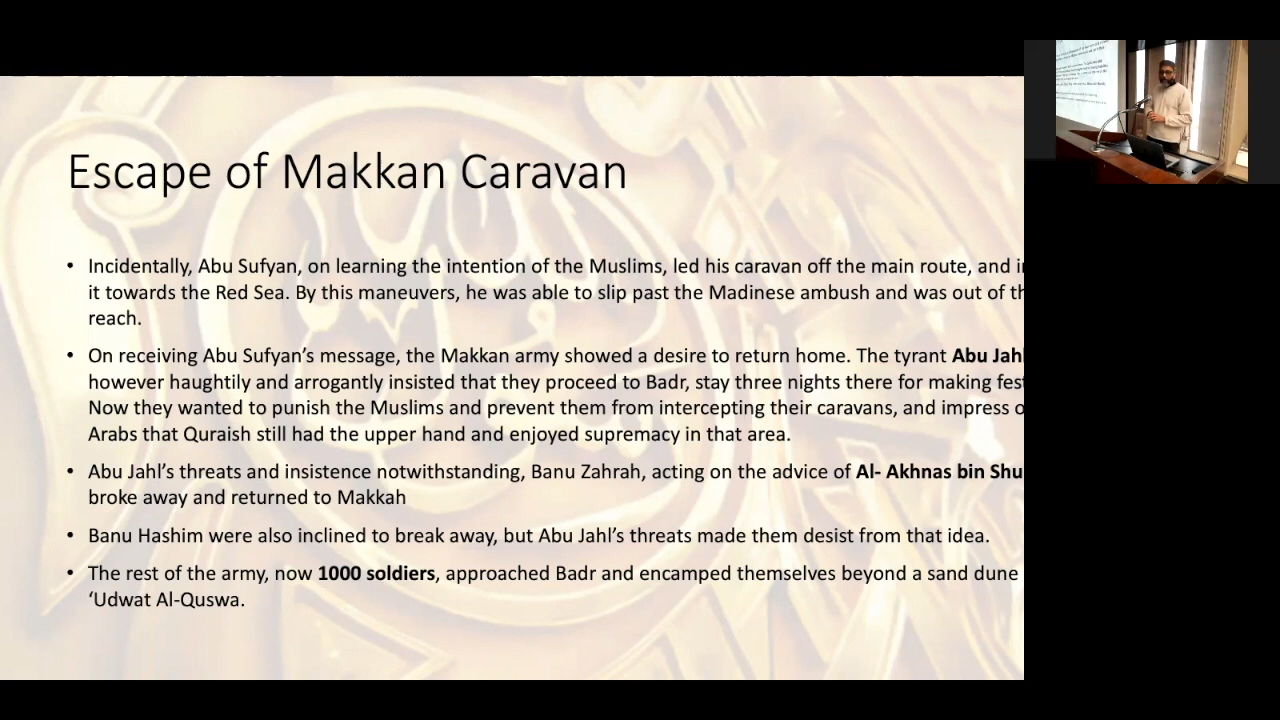 Escape of Makkan Caravan
• Incidentally, Abu Sufyan, on learning the intention of the Muslims, led his caravan off the main route, and
it towards the Red Sea. By this maneuvers, he was able to slip past the Madinese ambush and was out of
reach.
• On receiving Abu Sufyan’s message, the Makkan army showed a desire to return home. The tyrant Abu
however haughtily and arrogantly insisted that they proceed to Badr, stay three nights there for making
Now they wanted to punish the Muslims and prevent them from intercepting their caravans, and impress
Arabs that Quraish still had the upper hand and enjoyed supremacy in that area.
• Abu Jahl’s threats and insistence notwithstanding, Banu Zahrah, acting on the advice of Al- Akhnas bin
broke away and returned to Makkah
• Banu Hashim were also inclined to break away, but Abu Jahl’s threats made them desist from that idea.
• The rest of the army, now 1000 soldiers, approached Badr and encamped themselves beyond a sand dune
‘Udwat Al-Quswa.